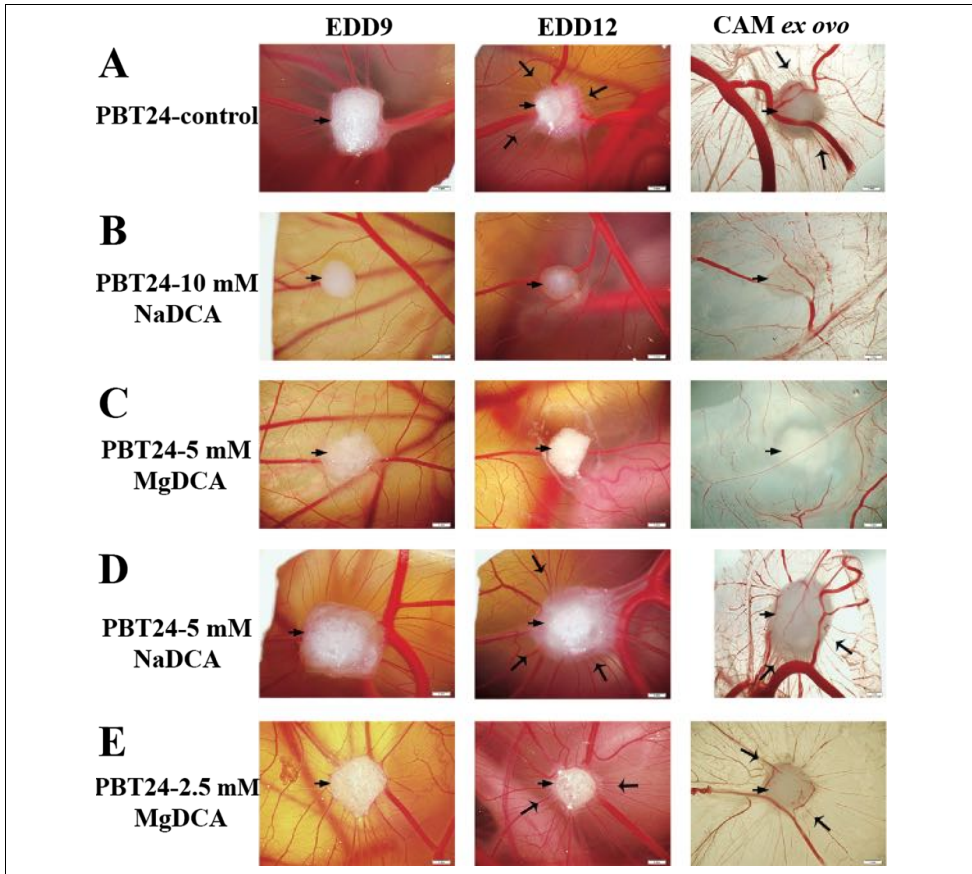 EDD9
EDD12
CAM ex ovo
A
PBT24-control
B
PBT24-10 mM
NaDCA
C
PBT24-5 mM
MgDCA
D
PBT24-5 mM
NaDCA
E
PBT24-2.5 mM
MgDCA